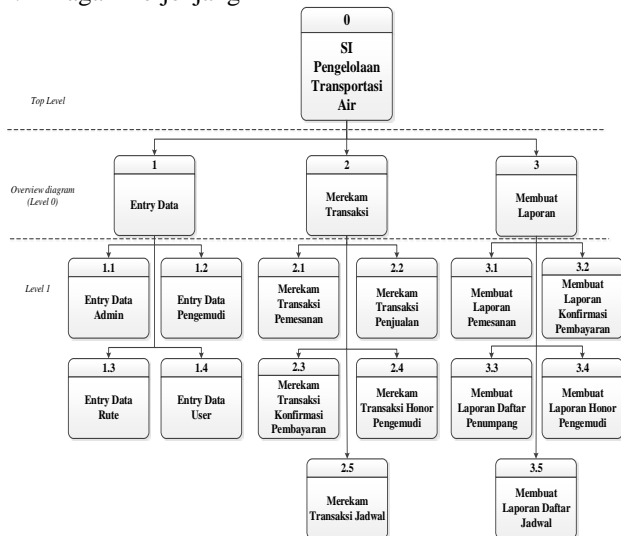 0
SI
Pengelolaan
Transportasi
Air
Top Level
1
Entry Data
2
Merekam
Transaksi
3
Membuat
Laporan
Overview diagram
(Level 0)
Level 1
1.1
Entry Data
Admin
1.2
Entry Data
Pengemudi
2.1
Merekam
Transaksi
Pemesanan
2.2
Merekam
Transaksi
Penjualan
3.1
Membuat
Laporan
Pemesanan
3.2
Membuat
Laporan
Konfirmasi
Pembayaran
1.3
Entry Data
Rute
1.4
Entry Data
User
2.3
Merekam
Transaksi
Konfirmasi
Pembayaran
2.4
Merekam
Transaksi Honor
Pengemudi
3.3
Membuat
Laporan Daftar
Penumpang
3.4
Membuat
Laporan Honor
Pengemudi
2.5
Merekam
Transaksi Jadwal
3.5
Membuat
Laporan Daftar
Jadwal